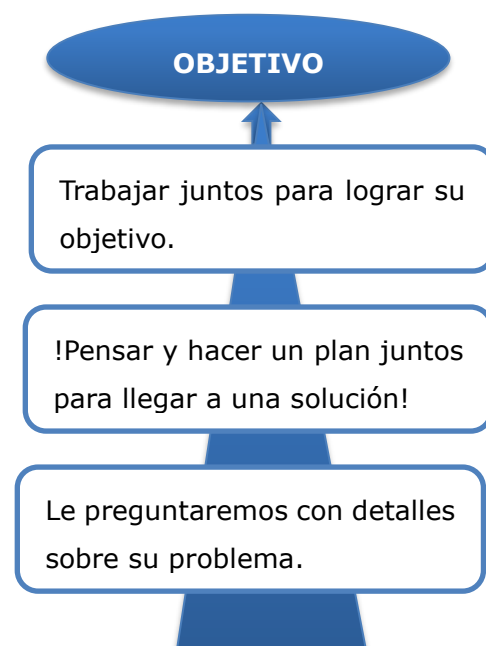 OBJETIVO
Trabajar juntos para lograr su
objetivo.
!Pensar y hacer un plan juntos
para llegar a una solución!
Le preguntaremos con detalles
sobre su problema.